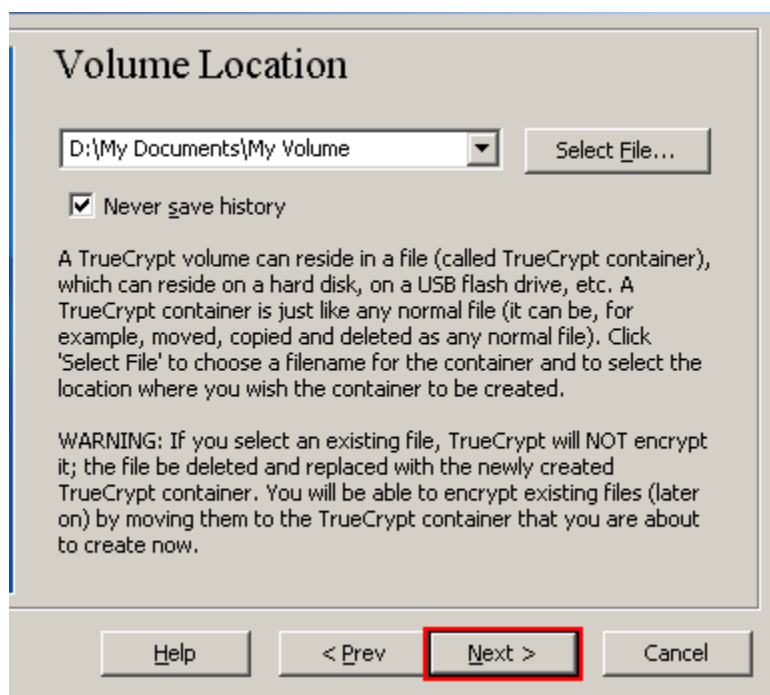 Volume Location
D:\My Documents\My Volume
Select File...
Never save history
A TrueCrypt volume can reside in a file (called TrueCrypt container),
which can reside on a hard disk, on a USB flash drive, etc. A
TrueCrypt container is just like any normal file (it can be, for
example, moved, copied and deleted as any normal file). Click
'Select File' to choose a filename for the container and to select the
location where you wish the container to be created.
WARNING: If you select an existing file, TrueCrypt will NOT encrypt
it; the file be deleted and replaced with the newly created
TrueCrypt container. You will be able to encrypt existing files (later
on) by moving them to the TrueCrypt container that you are about
to create now.
Help
< Prev
Next >
Cancel